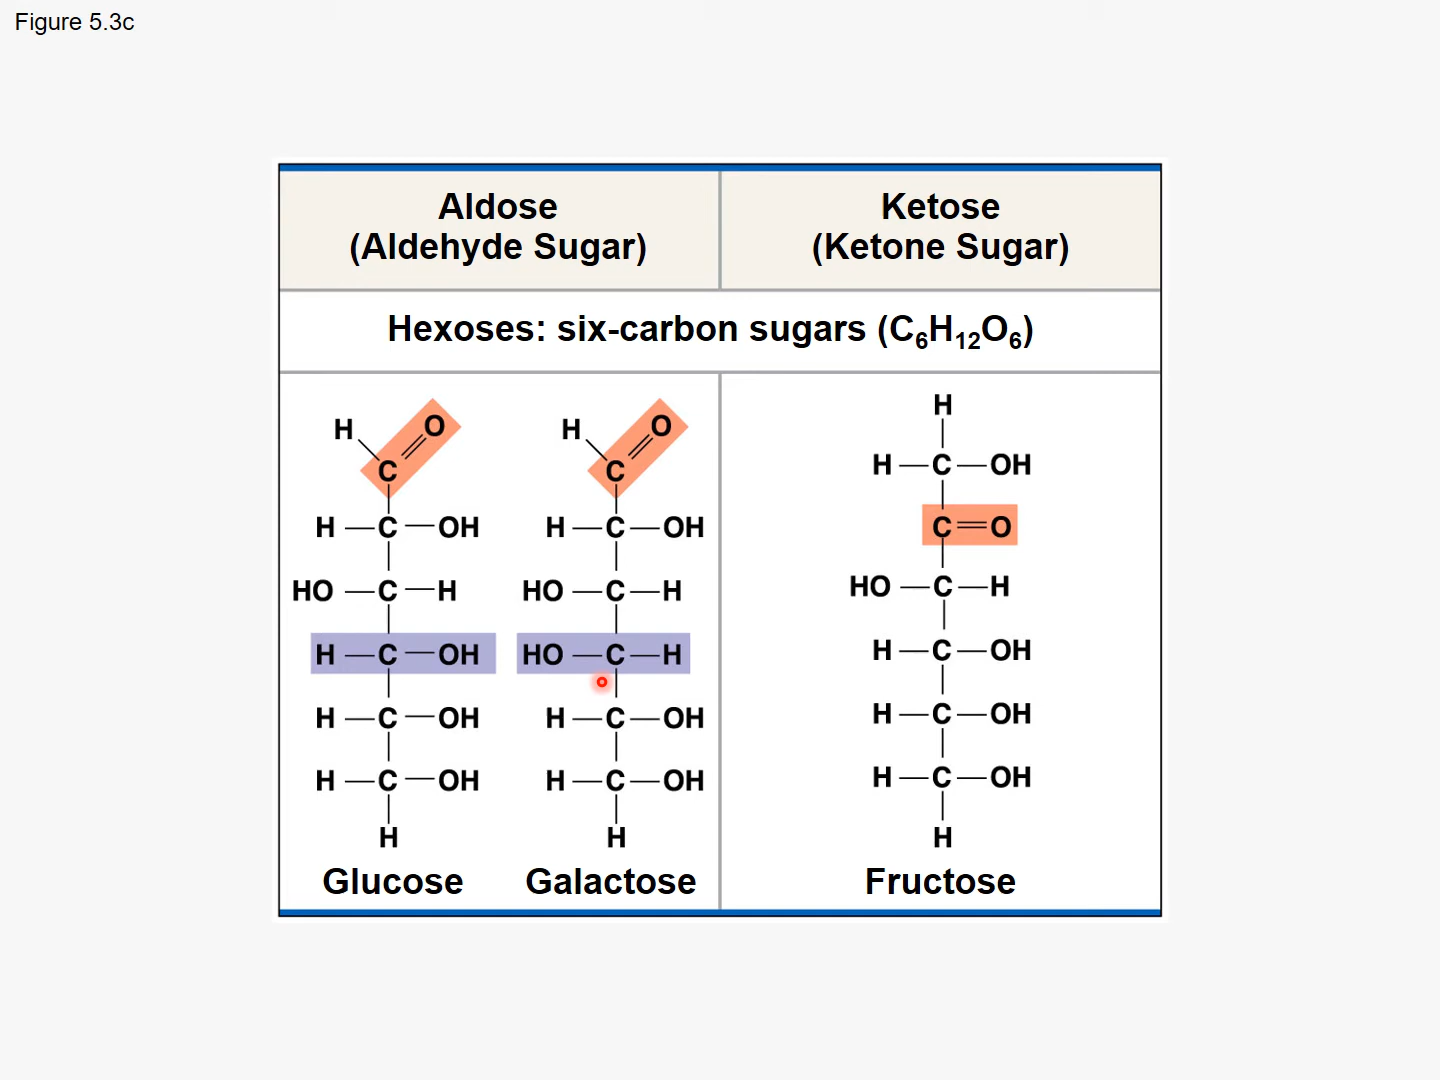 Figure 5.3c
Aldose
(Aldehyde Sugar)
Ketose
(Ketone Sugar)
Hexoses: six-carbon sugars (C₆H₁₂O₆)
H O
C
H C OH
HO C H
H C OH
H C OH
H C OH
H
Glucose
H O
C
H C OH
HO C H
HO C H
H C OH
H C OH
H
Galactose
H
H C OH
C O
HO C H
H C OH
H C OH
H C OH
H
Fructose